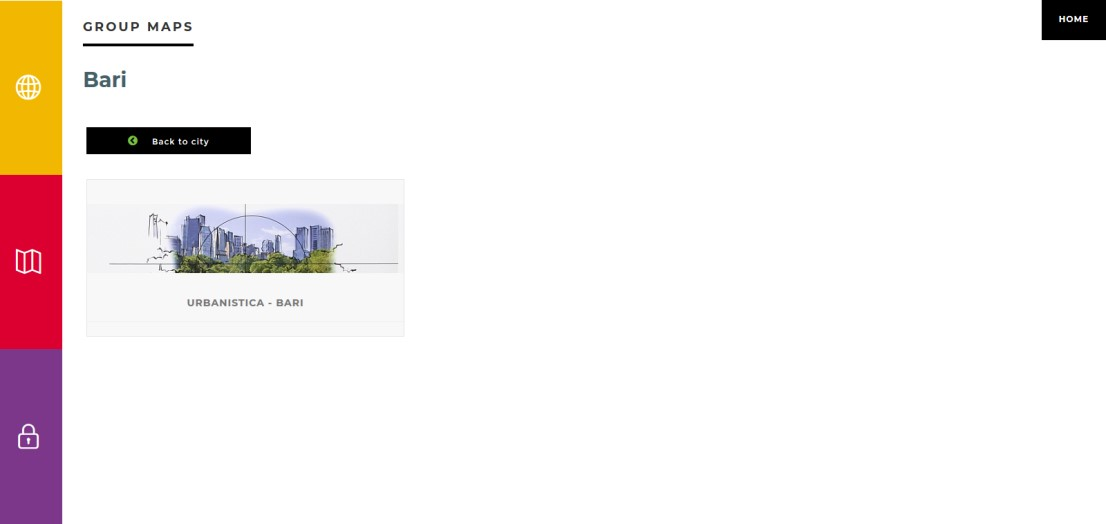 GROUP MAPS
HOME
Bari
Back to city
URBANISTICA - BARI